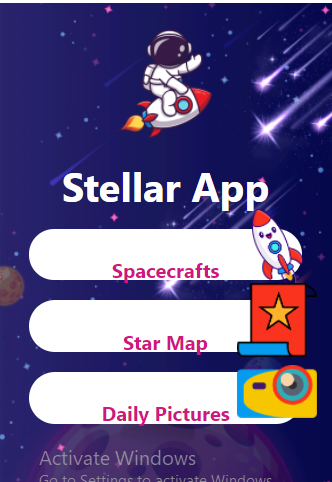 Stellar App
Spacecrafts
Star Map
Daily Pictures
Activate Windows
Go to Settings to activate Windows.